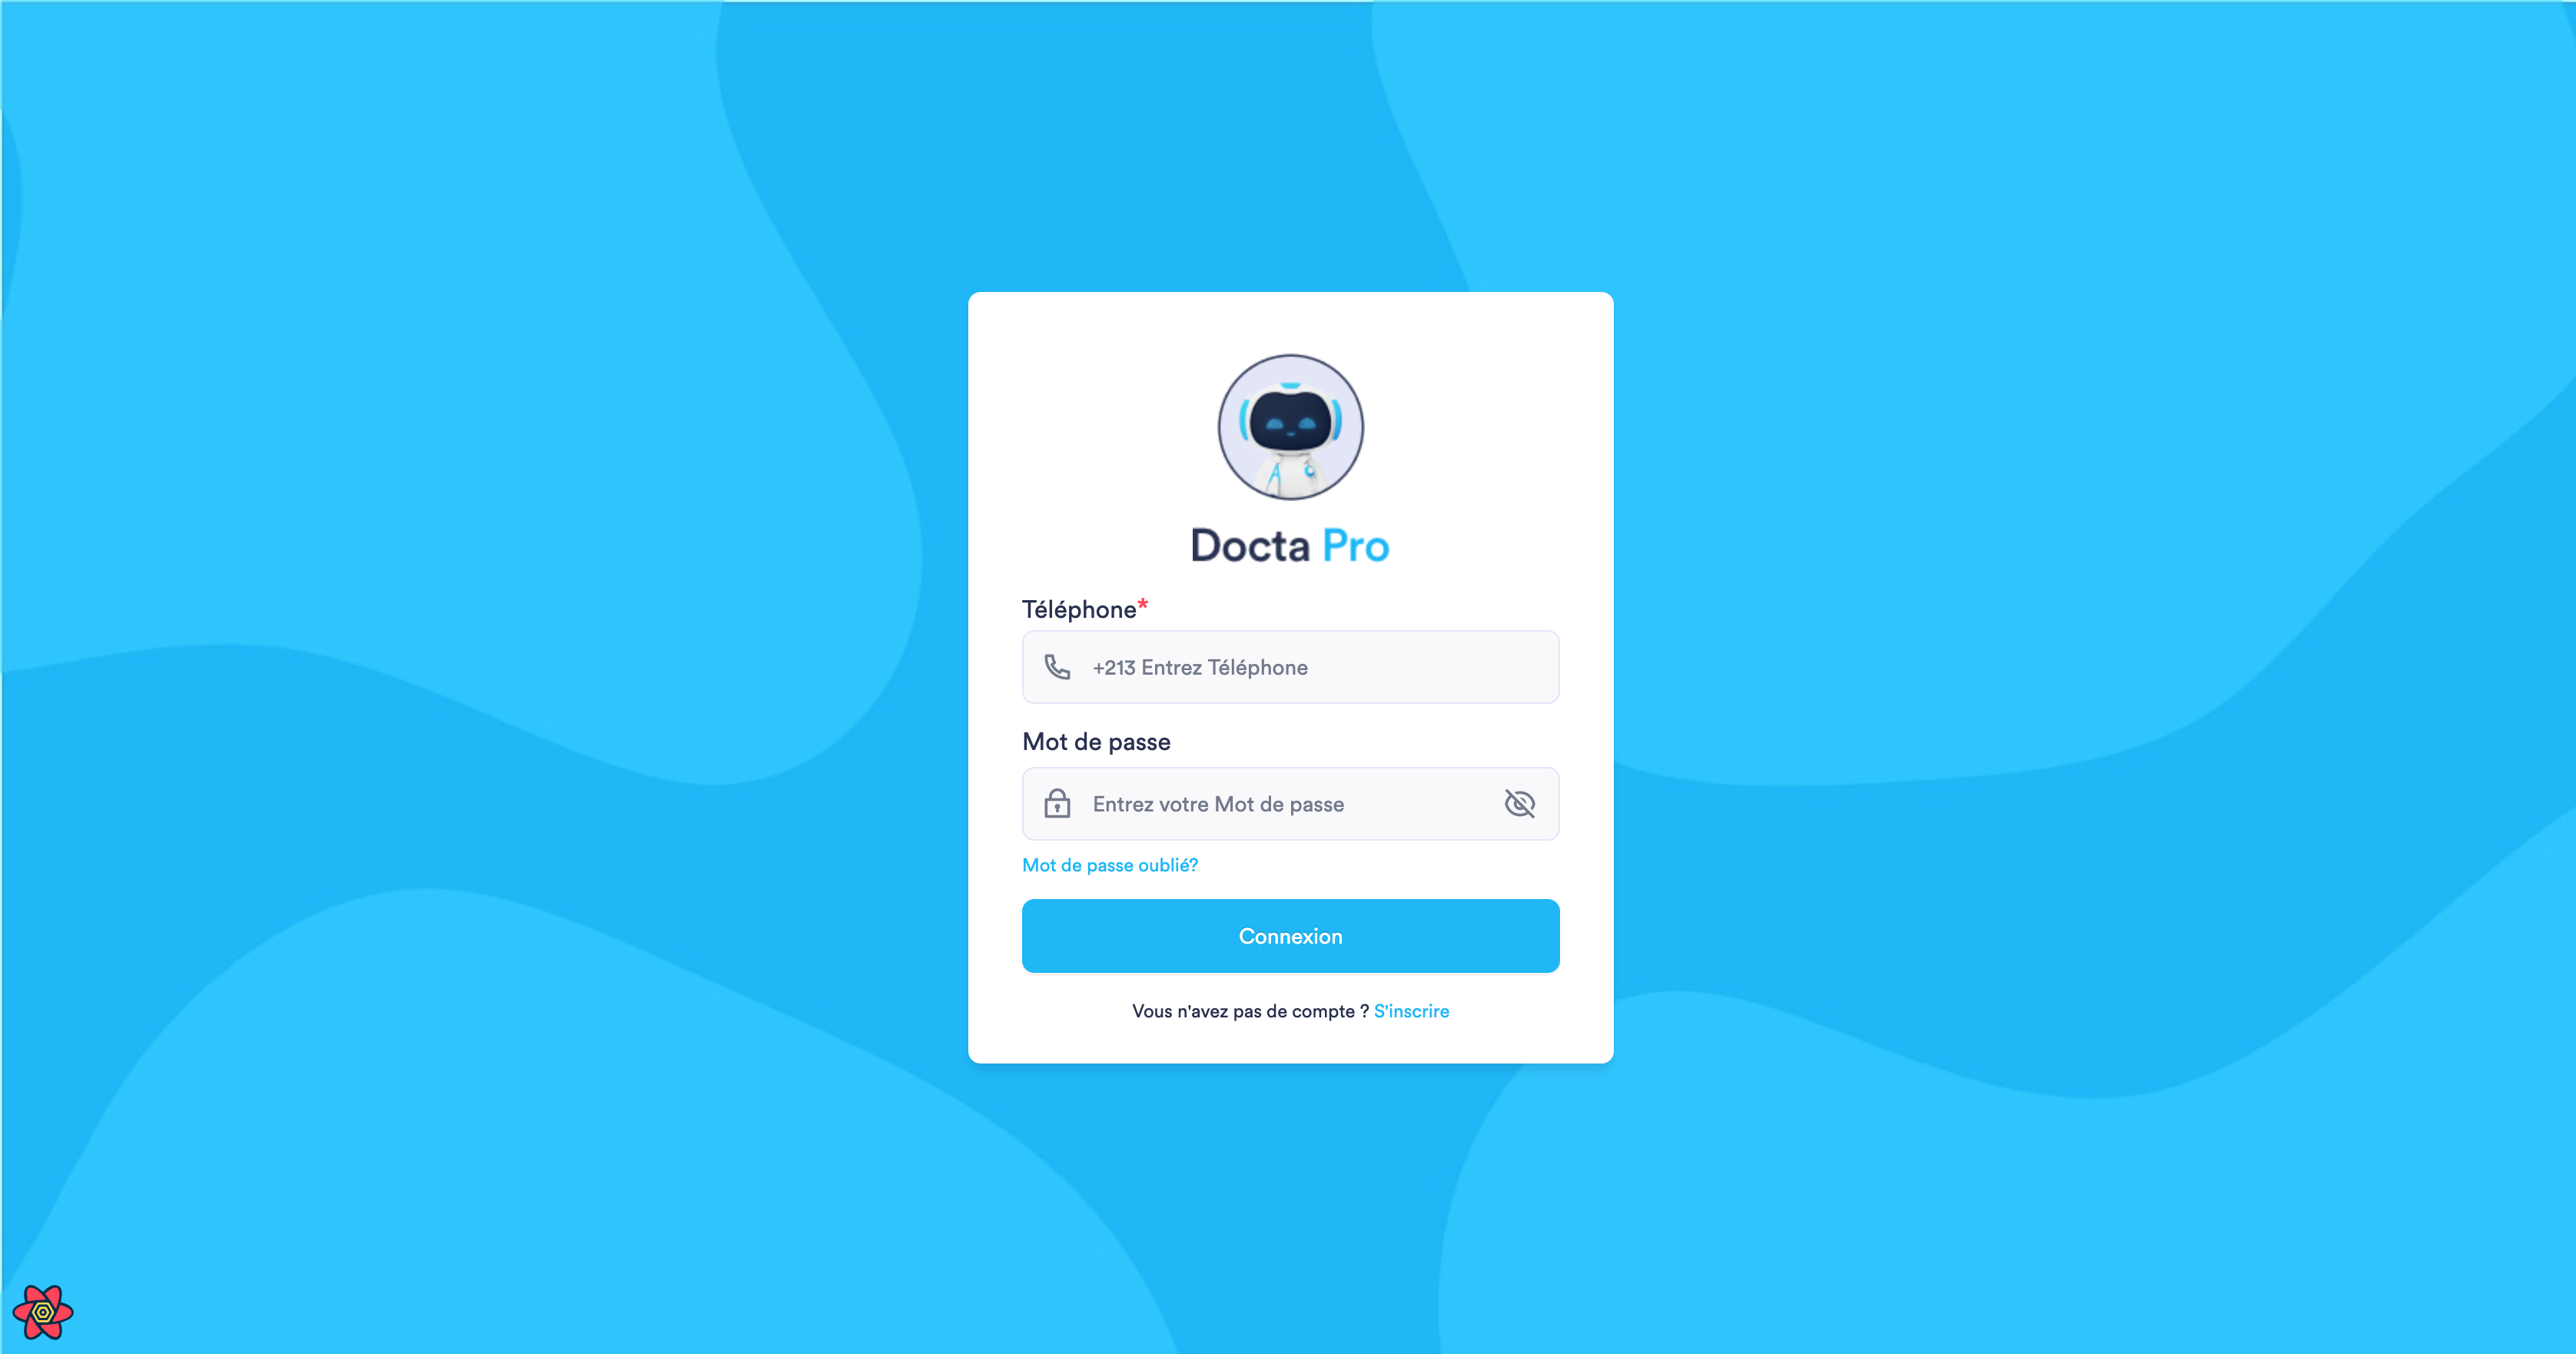 Docta Pro
Téléphone*
+213 Entrez Téléphone
Mot de passe
Entrez votre Mot de passe
Mot de passe oublié?
Connexion
Vous n'avez pas de compte ? S'inscrire